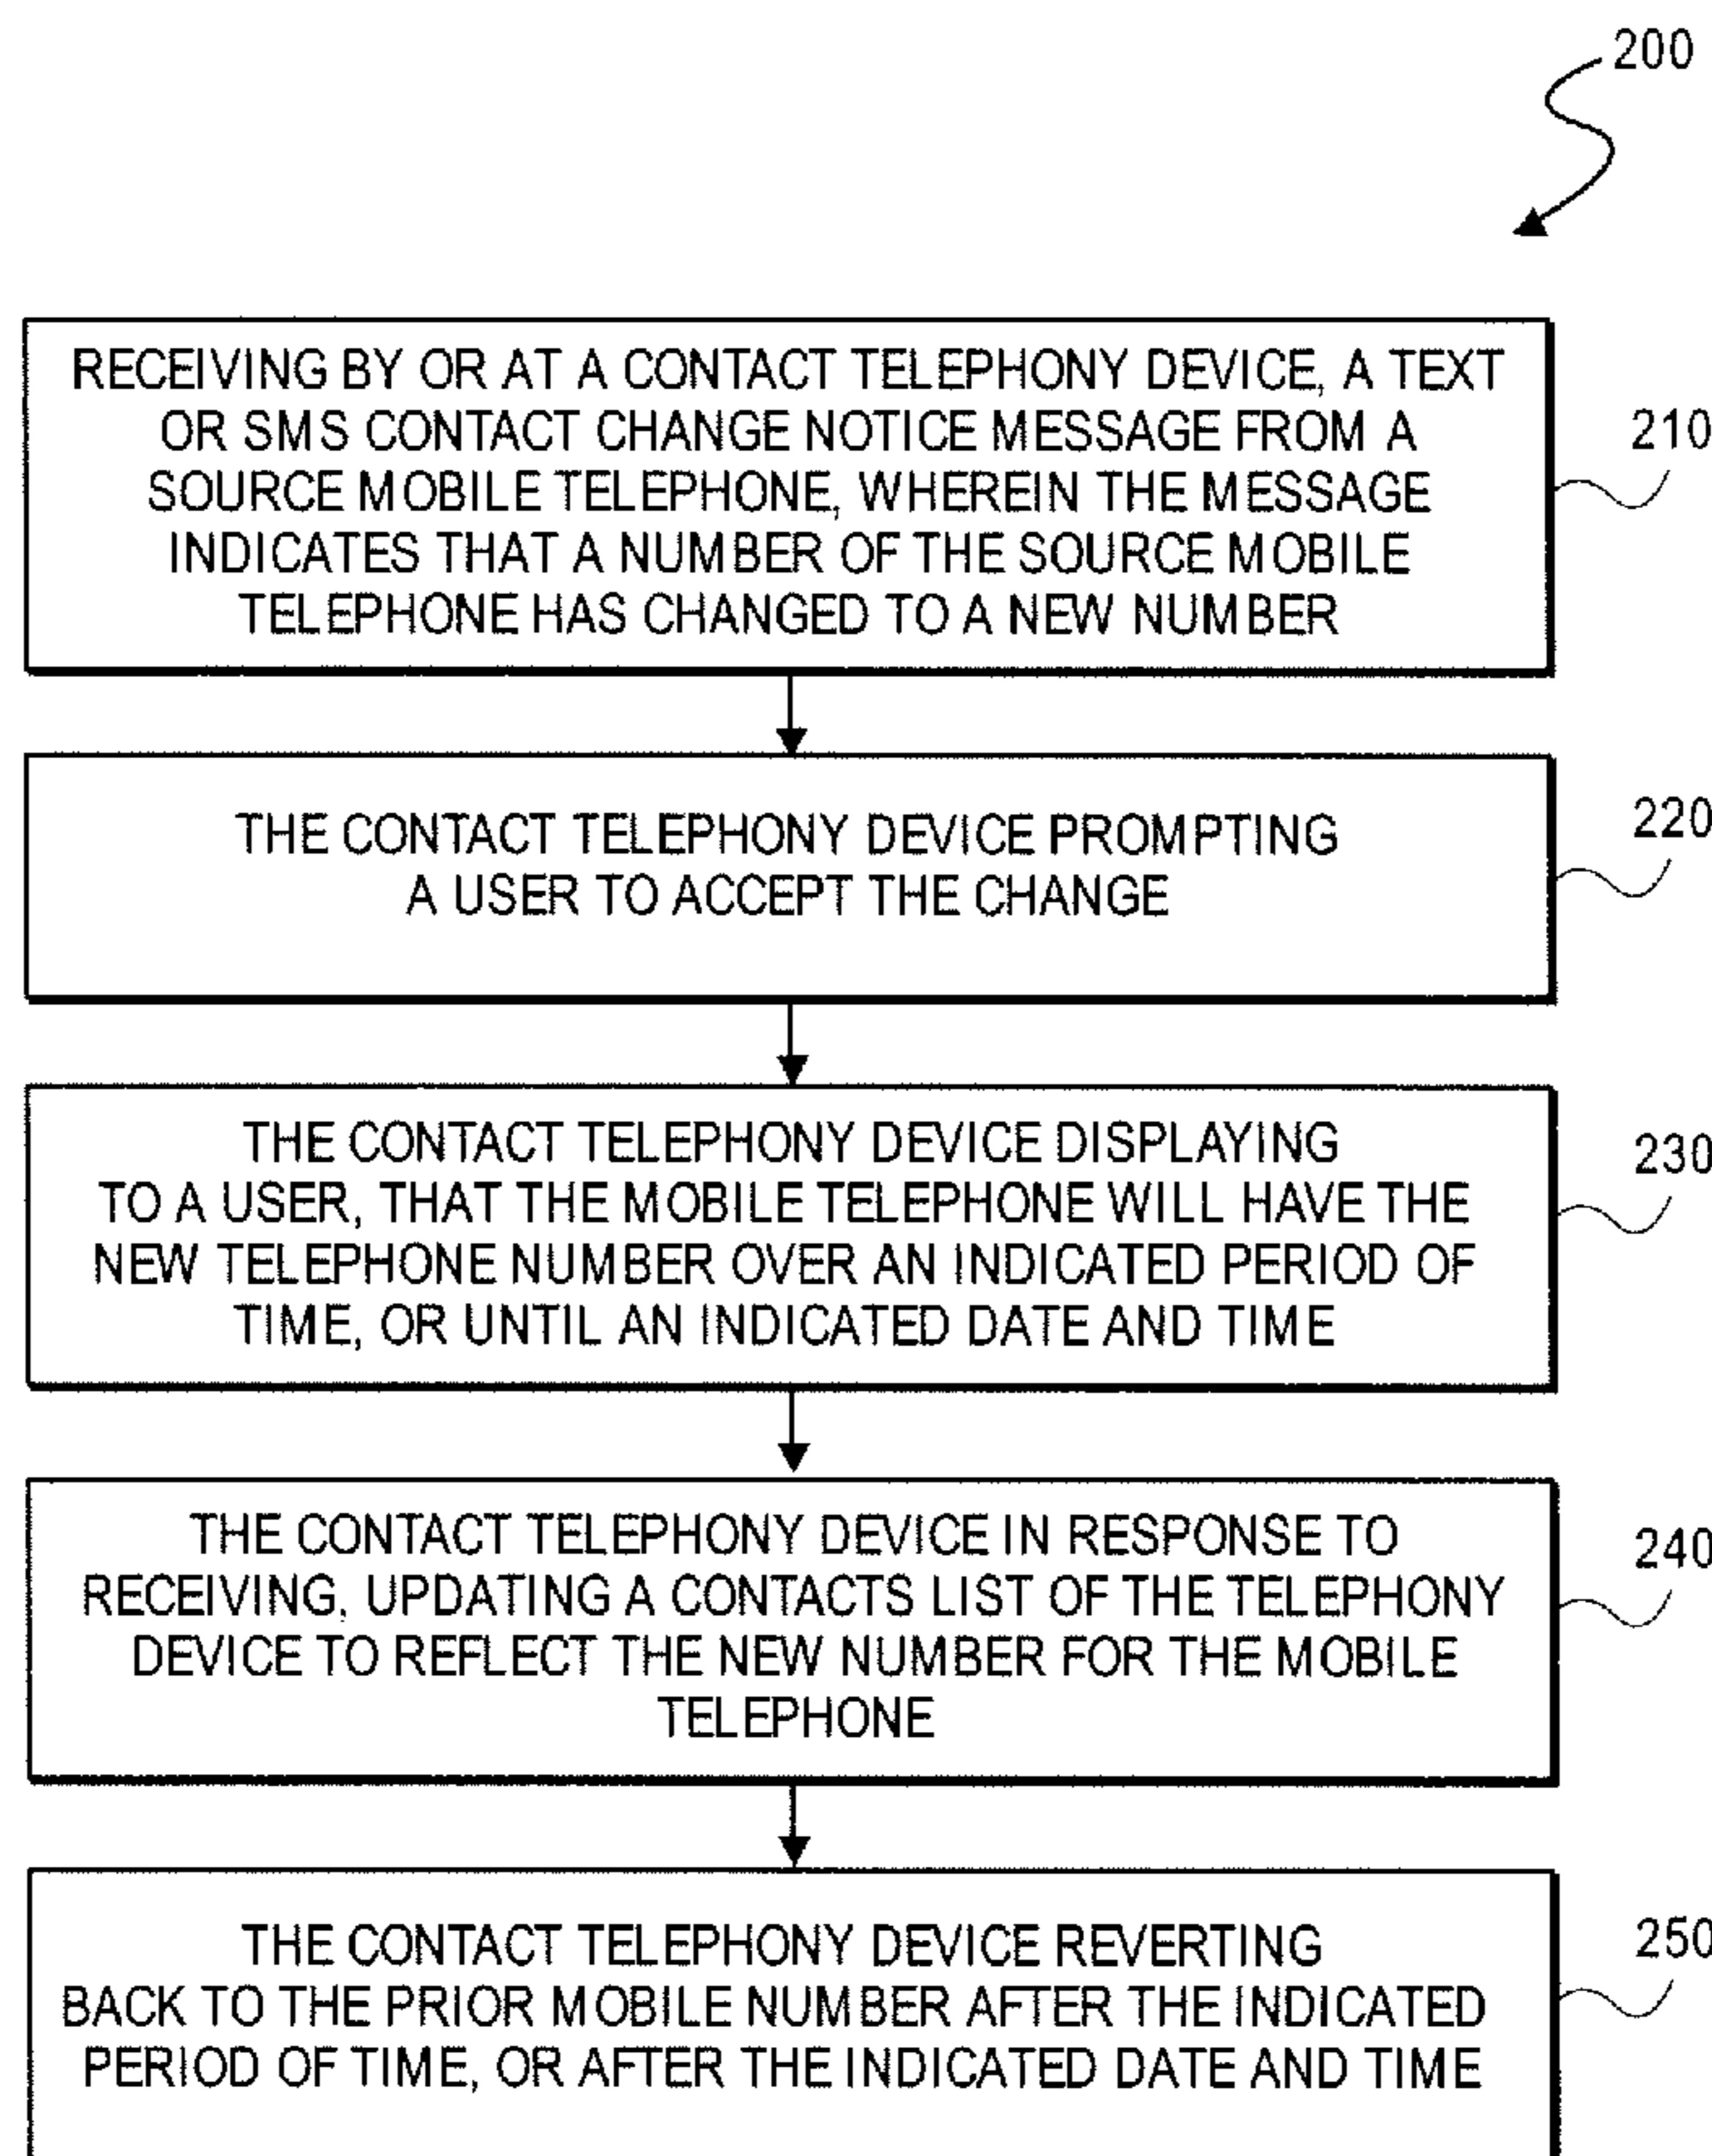 200
RECEIVING BY OR AT A CONTACT TELEPHONY DEVICE, A TEXT
OR SMS CONTACT CHANGE NOTICE MESSAGE FROM A
SOURCE MOBILE TELEPHONE, WHEREIN THE MESSAGE
INDICATES THAT A NUMBER OF THE SOURCE MOBILE
TELEPHONE HAS CHANGED TO A NEW NUMBER
210
THE CONTACT TELEPHONY DEVICE PROMPTING
A USER TO ACCEPT THE CHANGE
220
THE CONTACT TELEPHONY DEVICE DISPLAYING
TO A USER, THAT THE MOBILE TELEPHONE WILL HAVE THE
NEW TELEPHONE NUMBER OVER AN INDICATED PERIOD OF
TIME, OR UNTIL AN INDICATED DATE AND TIME
230
THE CONTACT TELEPHONY DEVICE IN RESPONSE TO
RECEIVING, UPDATING A CONTACTS LIST OF THE TELEPHONY
DEVICE TO REFLECT THE NEW NUMBER FOR THE MOBILE
TELEPHONE
240
THE CONTACT TELEPHONY DEVICE REVERTING
BACK TO THE PRIOR MOBILE NUMBER AFTER THE INDICATED
PERIOD OF TIME, OR AFTER THE INDICATED DATE AND TIME
250